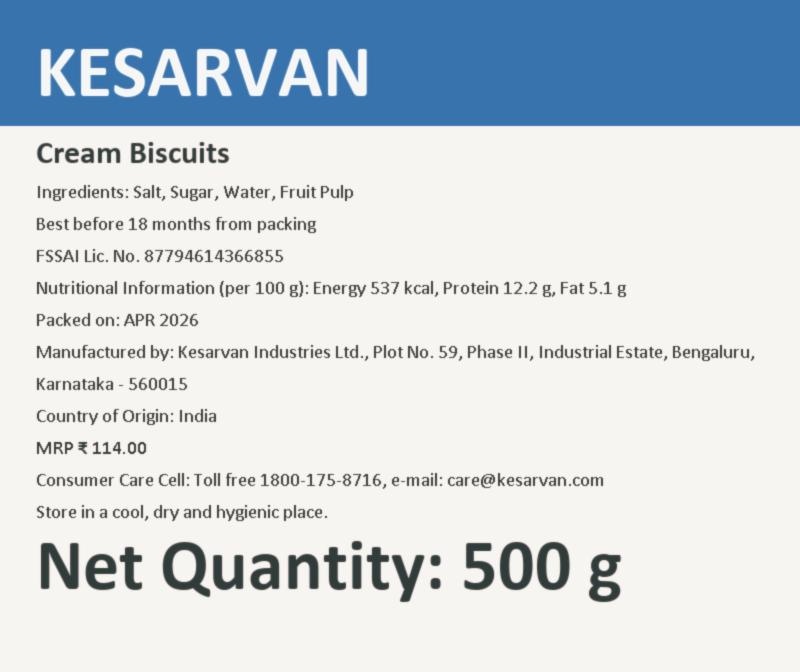 KESARVAN
Cream Biscuits
Ingredients: Salt, Sugar, Water, Fruit Pulp
Best before 18 months from packing
FSSAI Lic. No. 87794614366855
Nutritional Information (per 100 g): Energy 537 kcal, Protein 12.2 g, Fat 5.1 g
Packed on: APR 2026
Manufactured by: Kesarvan Industries Ltd., Plot No. 59, Phase II, Industrial Estate, Bengaluru,
Karnataka - 560015
Country of Origin: India
MRP ₹ 114.00
Consumer Care Cell: Toll free 1800-175-8716, e-mail: care@kesarvan.com
Store in a cool, dry and hygienic place.
Net Quantity: 500 g